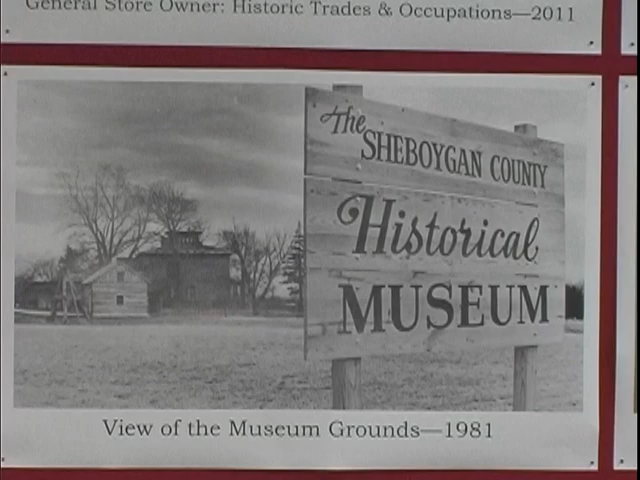 General Store Owner: Historic Trades & Occupations—2011
The
SHEBOYGAN COUNTY
Historical
MUSEUM
View of the Museum Grounds—1981